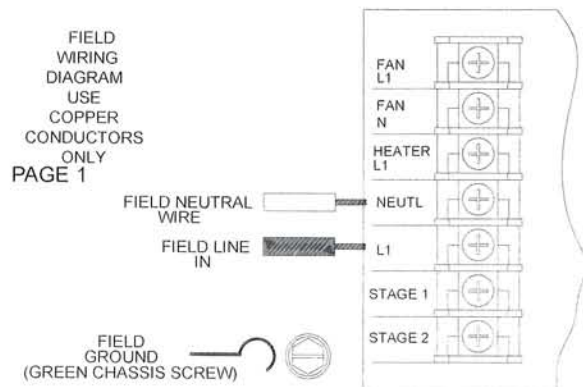 FIELD
WIRING
DIAGRAM
USE
COPPER
CONDUCTORS
ONLY
PAGE 1
FAN
L1
FAN
N
HEATER
L1
FIELD NEUTRAL
WIRE
NEUTL
FIELD LINE
IN
L1
STAGE 1
STAGE 2
FIELD
GROUND
(GREEN CHASSIS SCREW)